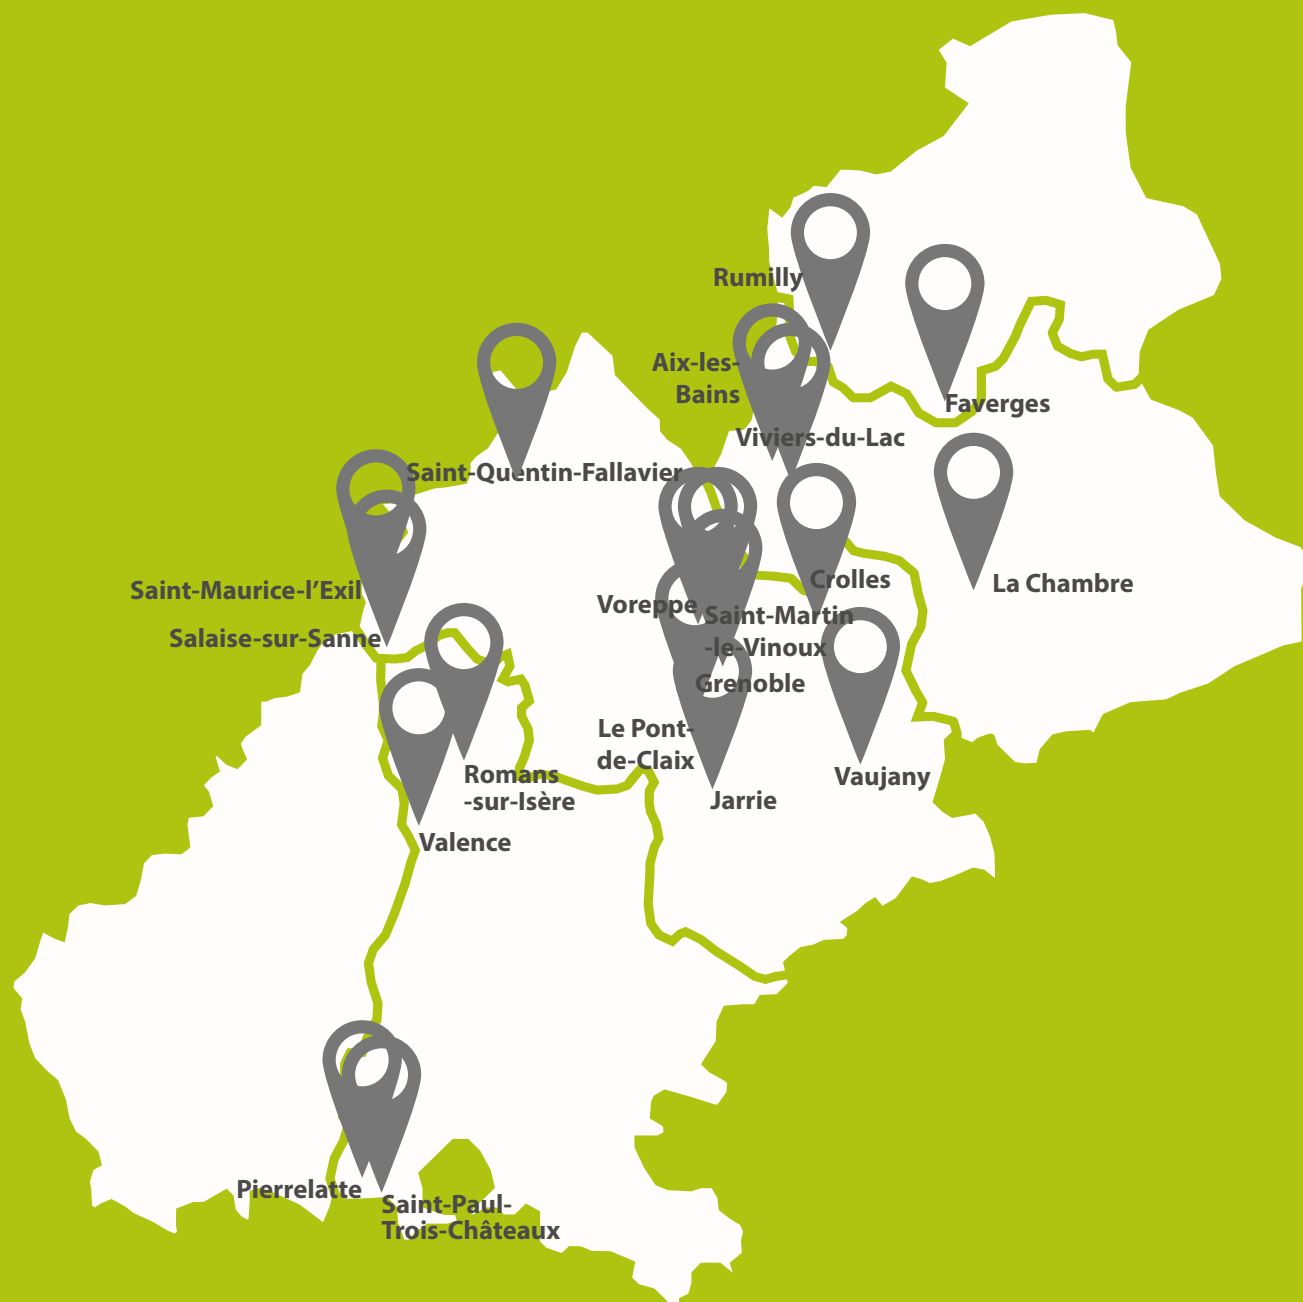 Rumilly
Aix-les-
Bains
Faverges
Viviers-du-Lac
Saint-Quentin-Fallavier
La Chambre
Crolles
Saint-Maurice-l’Exil
Voreppe
Saint-Martin
-le-Vinoux
Salaise-sur-Sanne
Grenoble
Le Pont-
de-Claix
Romans
-sur-Isère
Vaujany
Jarrie
Valence
Pierrelatte
Saint-Paul-
Trois-Châteaux